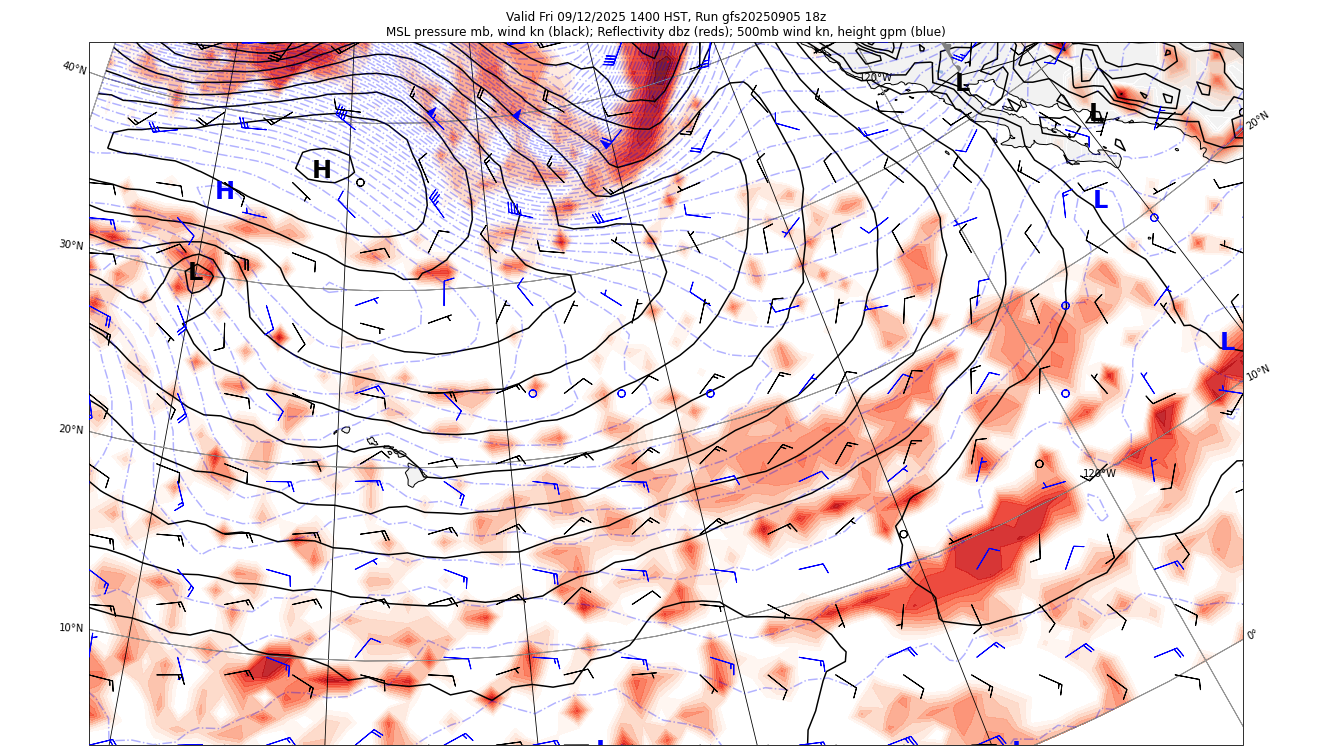 Valid Fri 09/12/2025 1400 HST, Run gfs20250905 18z
MSL pressure mb, wind kn (black); Reflectivity dbz (reds); 500mb wind kn, height gpm (blue)
40°N
120°W
L
L
20°N
H
H
L
30°N
L
L
10°N
20°N
120°W
10°N
0°
L
L